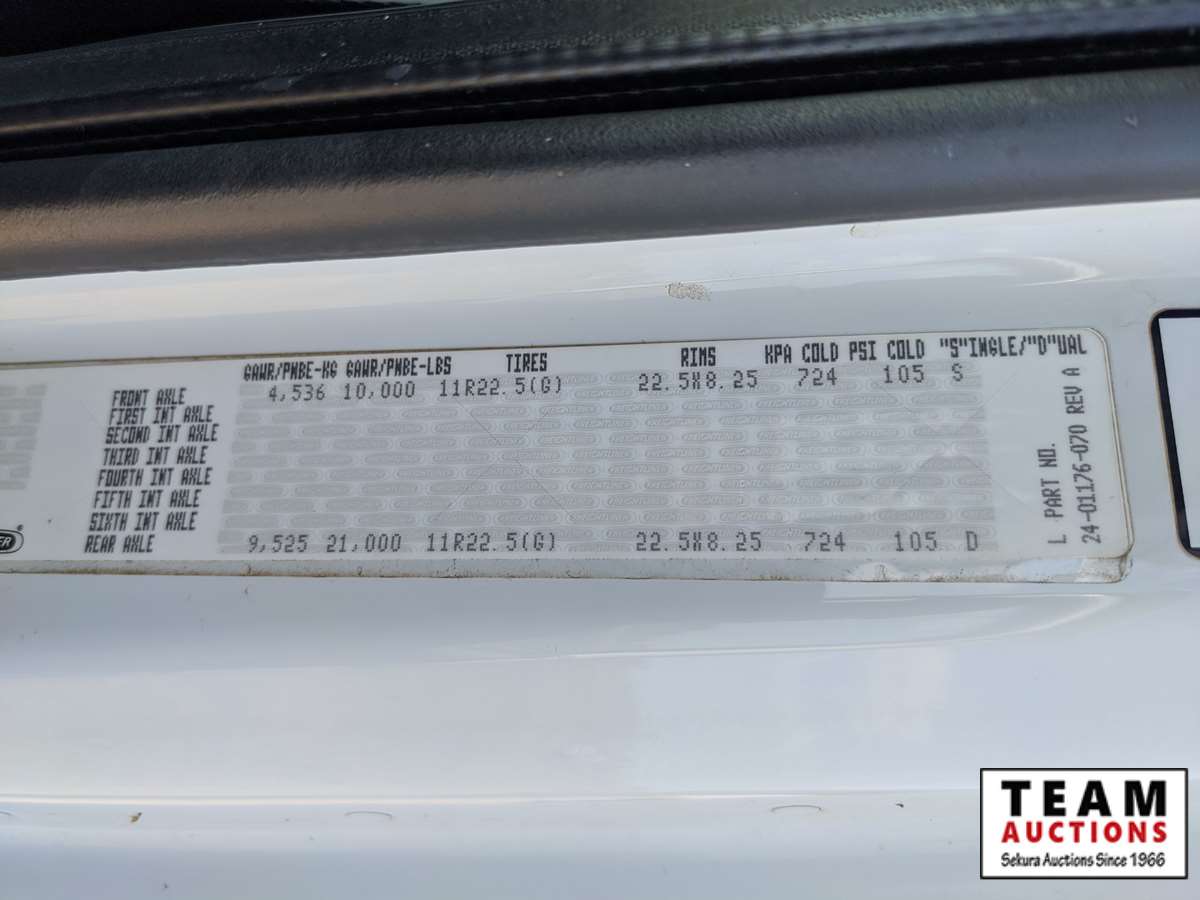 GAWR/PNBE-KG GAWR/PNBE-LBS TIRES RIMS KPA COLD PSI COLD "S"INGLE/"D"UAL
FRONT AXLE 4,536 10,000 11R22.5(G) 22.5X8.25 724 105 S
FIRST INT AXLE
SECOND INT AXLE
THIRD INT AXLE
FOURTH INT AXLE
FIFTH INT AXLE
SIXTH INT AXLE
REAR AXLE 9,525 21,000 11R22.5(G) 22.5X8.25 724 105 D
L PART NO.
24-01176-070 REV A
TEAM
AUCTIONS
Sekura Auctions Since 1966